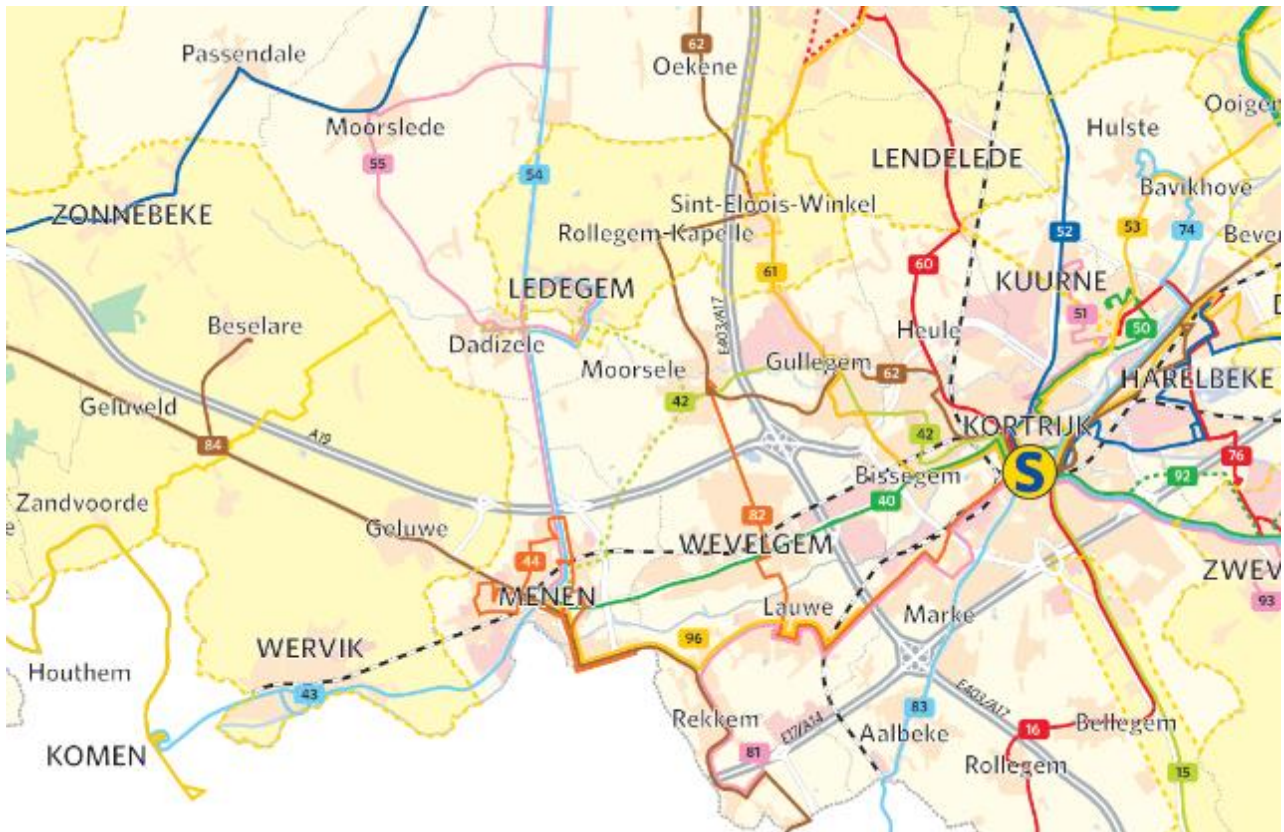 62
Passendale
Oekene
Ooigem
Moorslede
Hulste
55
54
LENDELEDE
Bavikhove
ZONNEBEKE
Sint-Eloois-Winkel
53
74
Rollegem-Kapelle
52
61
60
KUURNE
LEDEGEM
Beselare
51
50
Heule
Dadizele
E403/A17
Moorsele
Gullegem
62
HARELBEKE
Geluveld
42
KORTRIJK
A19
42
84
S
76
Bissegem
92
Zandvoorde
40
Geluwe
82
WEVELGEM
44
ZWEV
MENEN
93
Lauwe
Marke
96
WERVIK
Houthem
43
E403/A17
Rekkem
83
Bellegem
E17/A14
16
KOMEN
81
Aalbeke
Rollegem
15